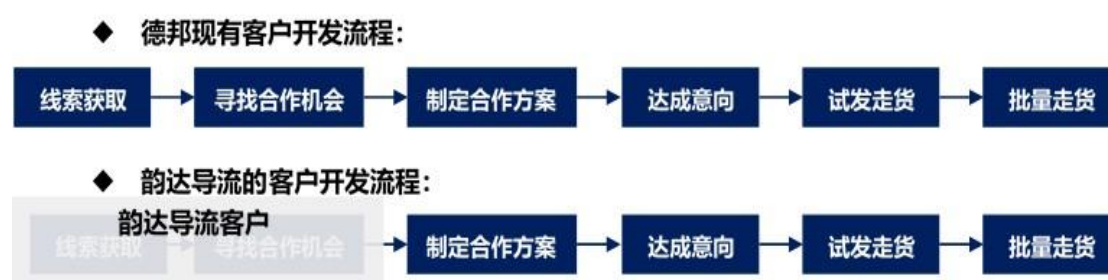 ◆ 德邦现有客户开发流程：
线索获取 寻找合作机会 制定合作方案 达成意向 试发走货 批量走货
◆ 韵达导流的客户开发流程：
韵达导流客户
线索获取 寻找合作机会 制定合作方案 达成意向 试发走货 批量走货